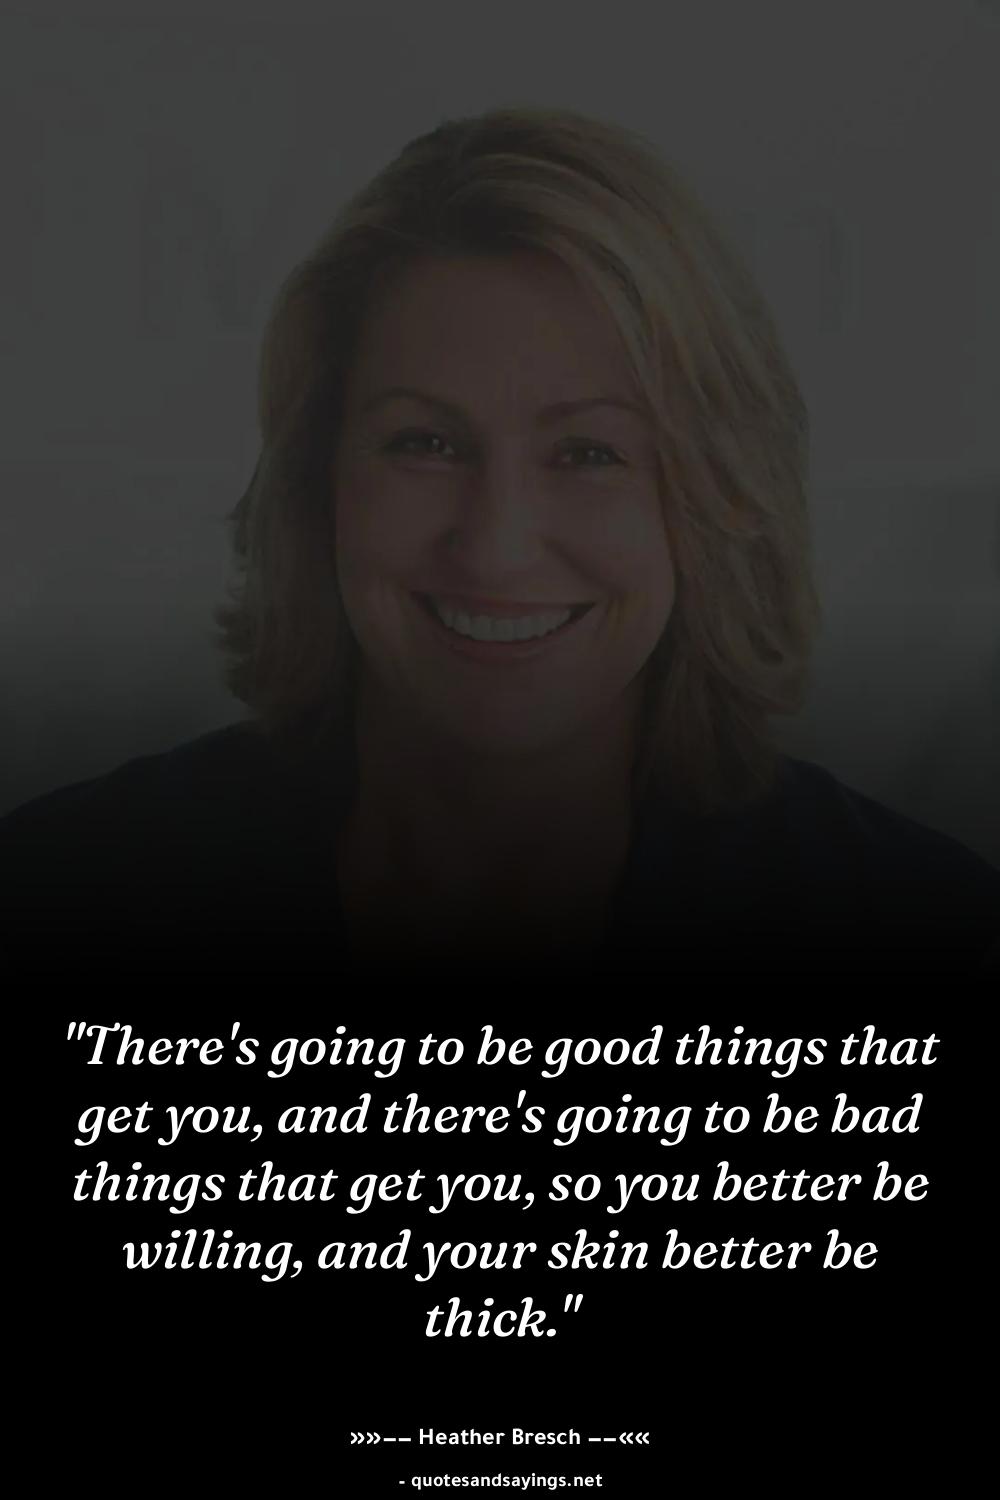 "There's going to be good things that
get you, and there's going to be bad
things that get you, so you better be
willing, and your skin better be
thick."
»»–– Heather Bresch ––««
- quotesandsayings.net